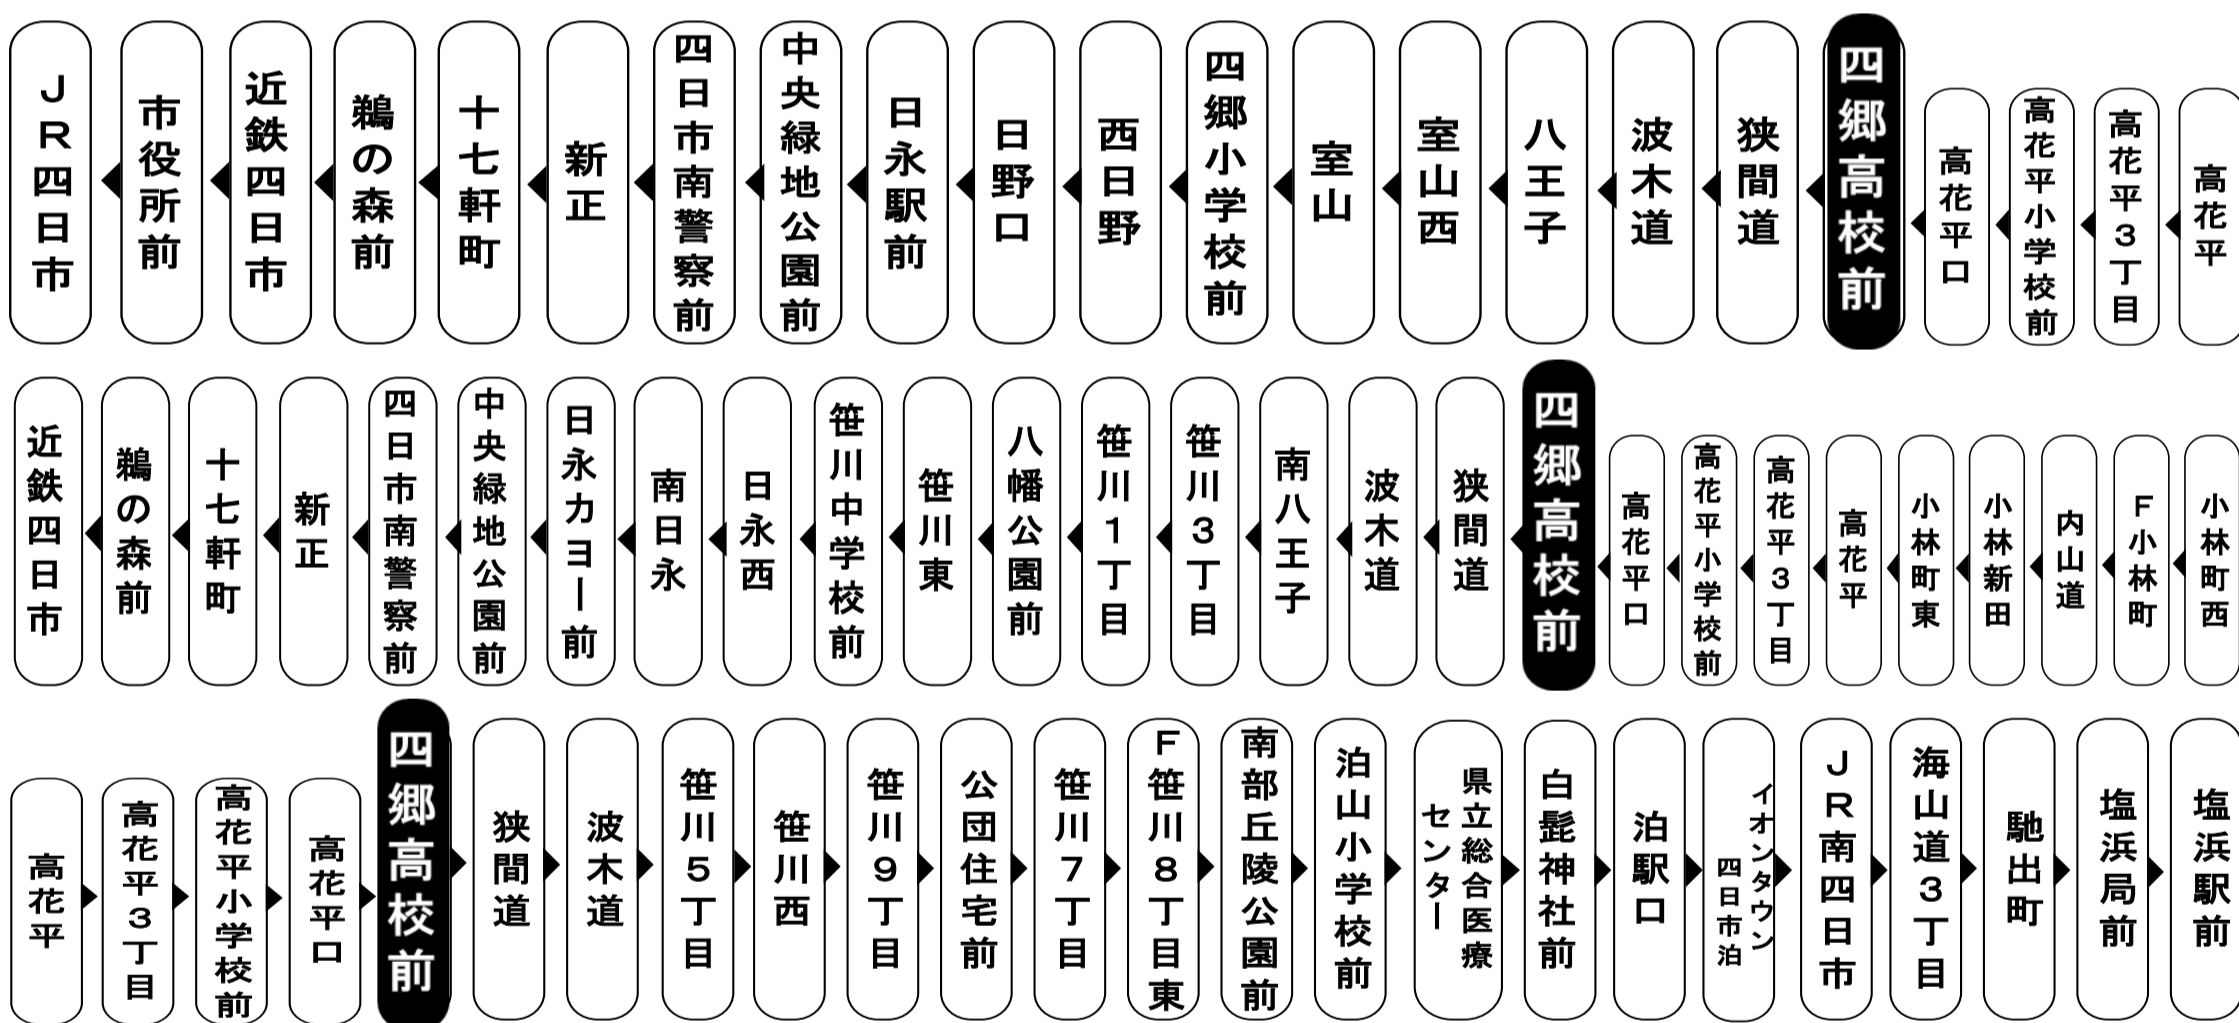 JR四日市
市役所前
近鉄四日市
鵜の森前
十七軒町
新正
四日市南警察前
中央緑地公園前
日永駅前
日野口
西日野
四郷小学校前
室山
室山西
八王子
波木道
狭間道
四郷高校前
高花平口
高花平小学校前
高花平3丁目
高花平
近鉄四日市
鵜の森前
十七軒町
新正
四日市南警察前
中央緑地公園前
日永カヨー前
南日永
日永西
笹川中学校前
笹川東
八幡公園前
笹川1丁目
笹川3丁目
南八王子
波木道
狭間道
四郷高校前
高花平口
高花平小学校前
高花平3丁目
高花平
小林町東
小林新田
内山道
F小林町
小林町西
高花平
高花平3丁目
高花平小学校前
高花平口
四郷高校前
狭間道
波木道
笹川5丁目
笹川西
笹川9丁目
公団住宅前
笹川7丁目
F笹川8丁目東
南部丘陵公園前
泊山小学校前
県立総合医療
センター
白髭神社前
泊駅口
イオンタウン
四日市泊
JR南四日市
海山道3丁目
馳出町
塩浜局前
塩浜駅前